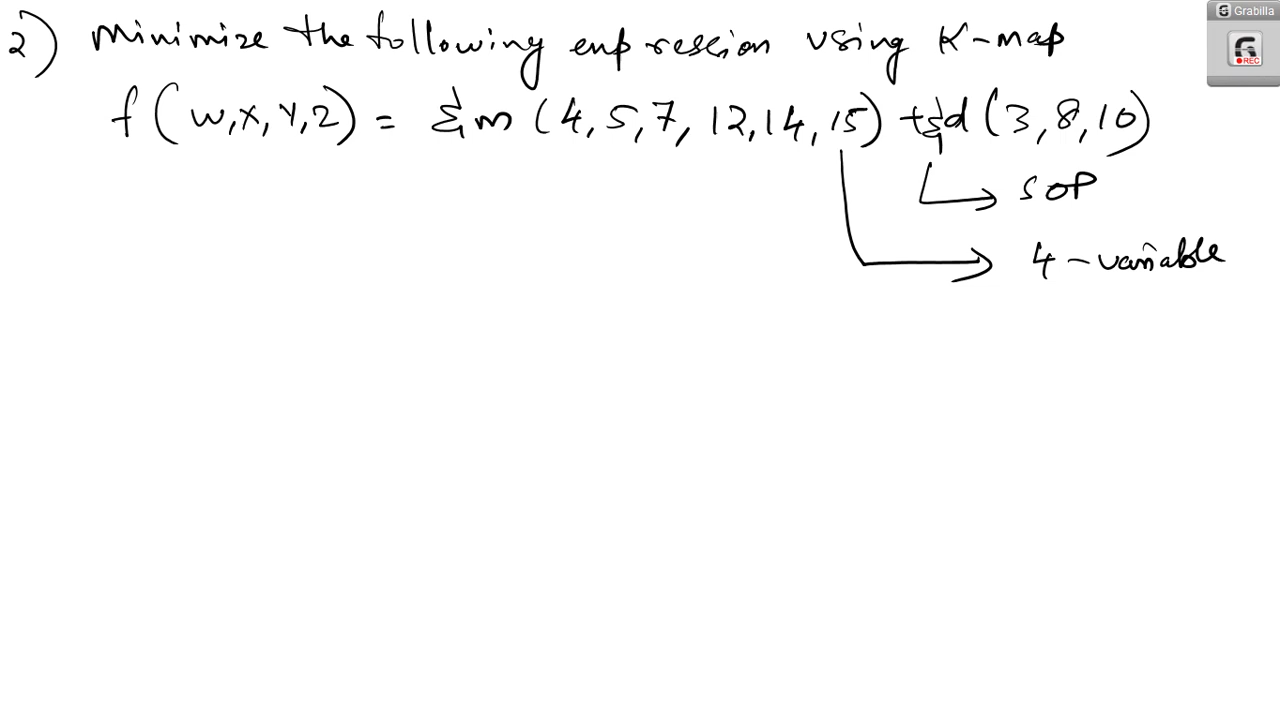 2) Minimize the following expression using K-map
f(w,x,y,z) = Σm(4,5,7,12,14,15) + Σd(3,8,10)
SOP
4-variable
Grabilla
REC